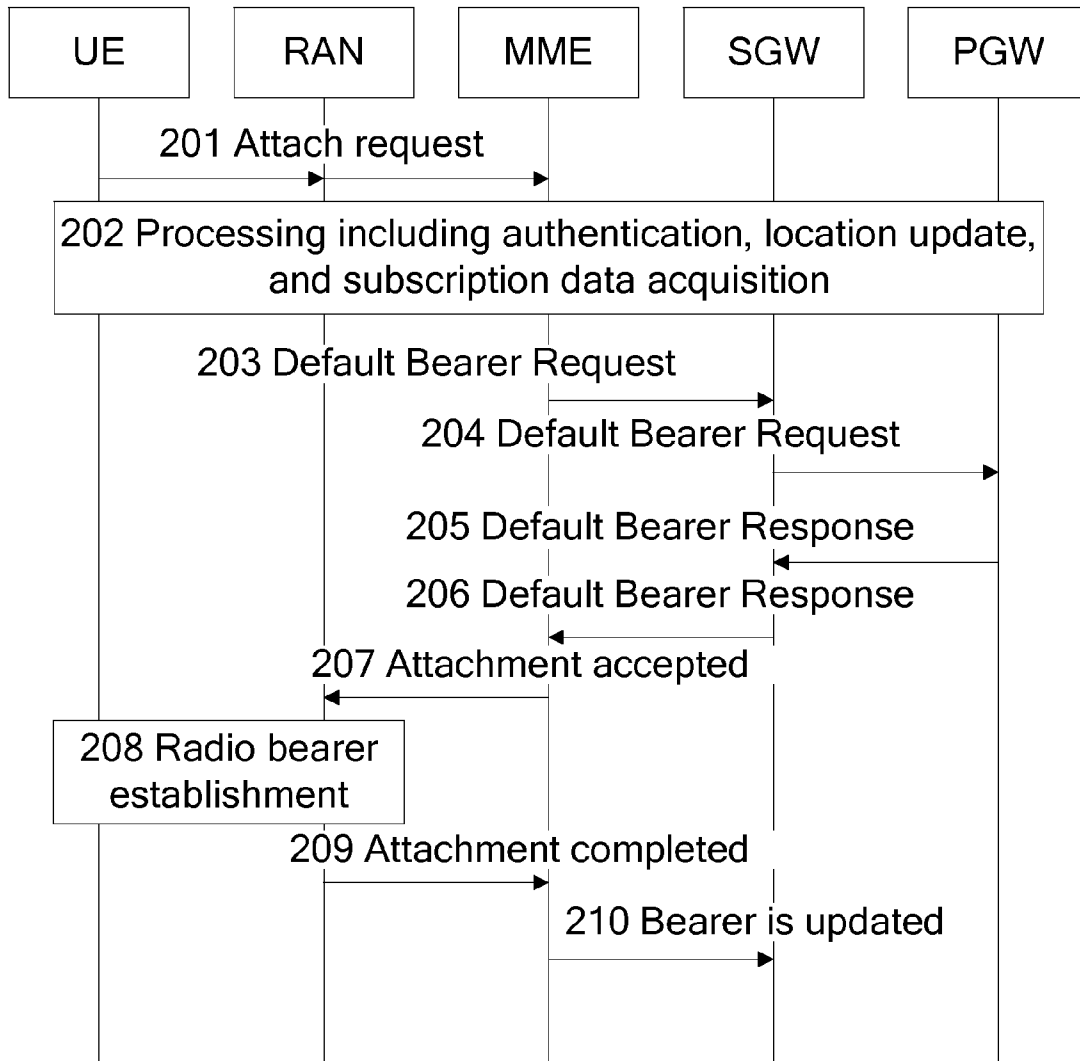 UE RAN MME SGW PGW
201 Attach request
202 Processing including authentication, location update,
and subscription data acquisition
203 Default Bearer Request
204 Default Bearer Request
205 Default Bearer Response
206 Default Bearer Response
207 Attachment accepted
208 Radio bearer
establishment
209 Attachment completed
210 Bearer is updated